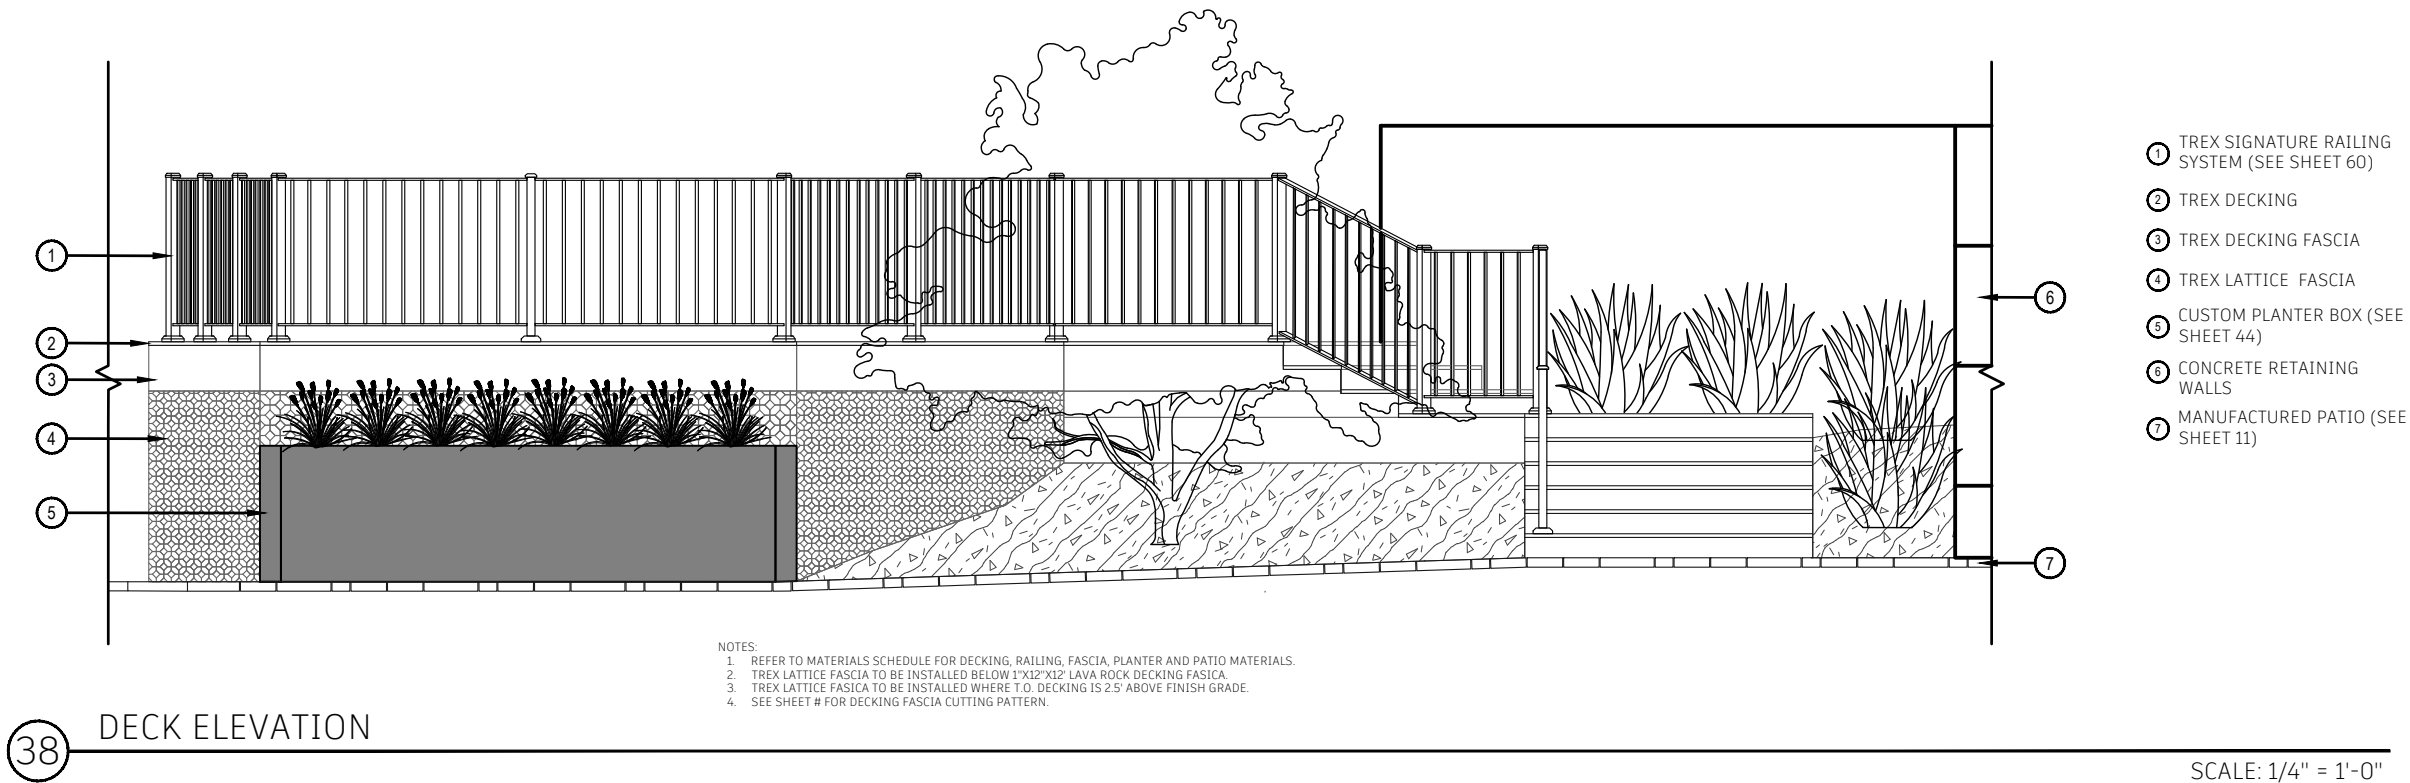 1
2
3
4
5
6
7
1 TREX SIGNATURE RAILING
SYSTEM (SEE SHEET 60)
2 TREX DECKING
3 TREX DECKING FASCIA
4 TREX LATTICE FASCIA
5 CUSTOM PLANTER BOX (SEE
SHEET 44)
6 CONCRETE RETAINING
WALLS
7 MANUFACTURED PATIO (SEE
SHEET 11)
NOTES:
1. REFER TO MATERIALS SCHEDULE FOR DECKING, RAILING, FASCIA, PLANTER AND PATIO MATERIALS.
2. TREX LATTICE FASCIA TO BE INSTALLED BELOW 1"X12"X12' LAVA ROCK DECKING FASICA.
3. TREX LATTICE FASICA TO BE INSTALLED WHERE T.O. DECKING IS 2.5' ABOVE FINISH GRADE.
4. SEE SHEET # FOR DECKING FASCIA CUTTING PATTERN.
38 DECK ELEVATION
SCALE: 1/4" = 1'-0"